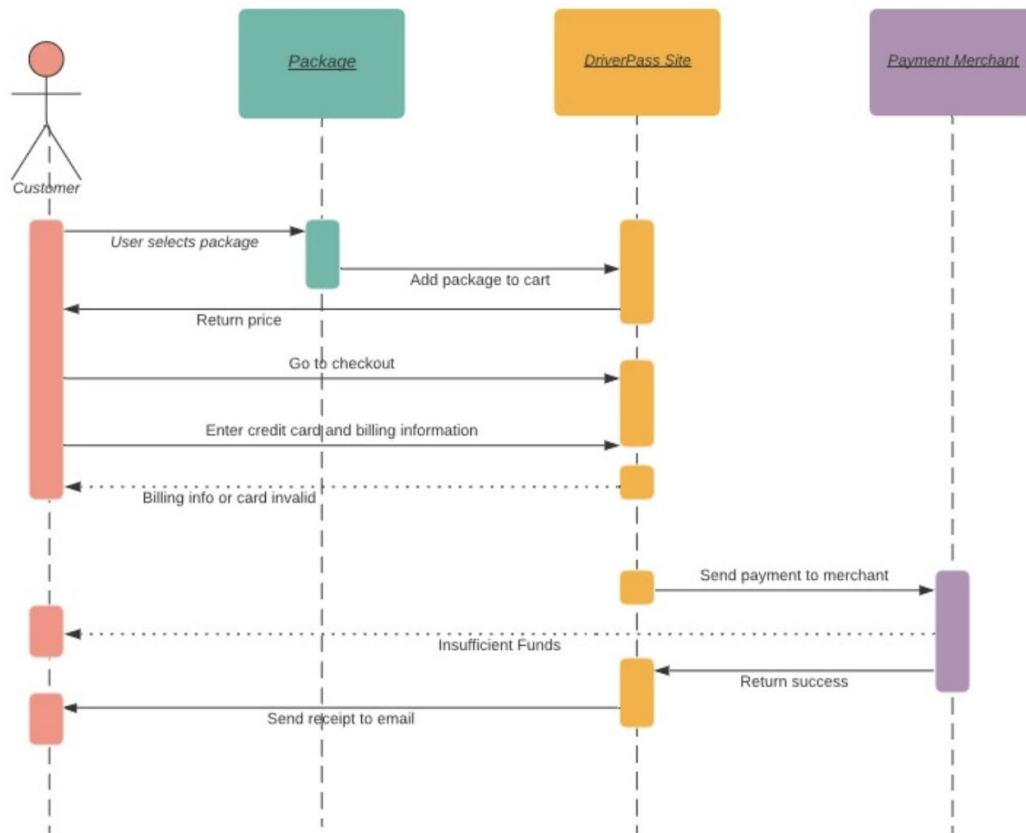 Package
DriverPass Site
Payment Merchant
Customer
User selects package
Add package to cart
Return price
Go to checkout
Enter credit card and billing information
Billing info or card invalid
Send payment to merchant
Insufficient Funds
Return success
Send receipt to email